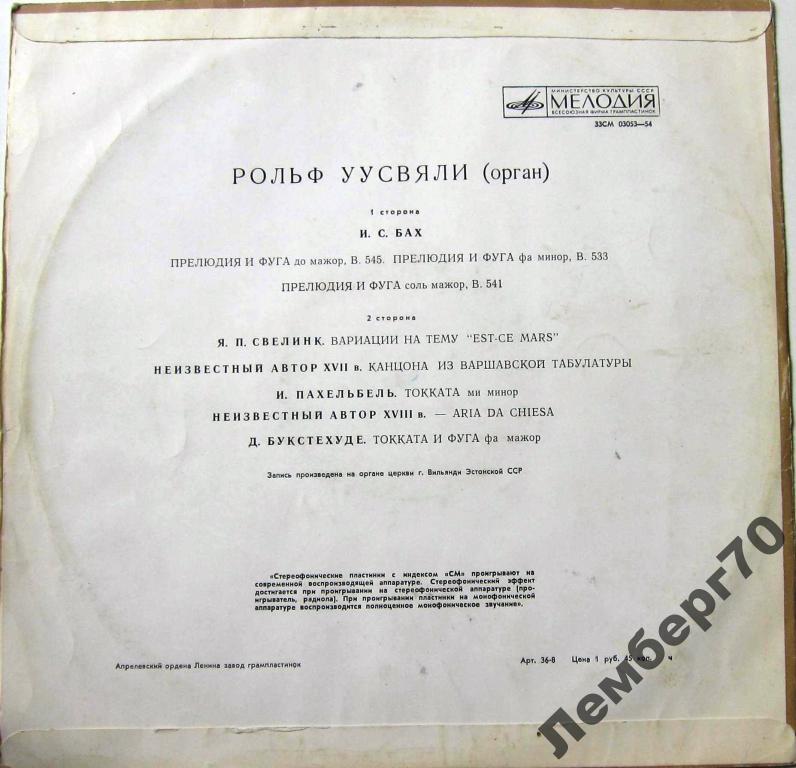 МИНИСТЕРСТВО КУЛЬТУРЫ СССР
МЕЛОДИЯ
ВСЕСОЮЗНАЯ ФИРМА ГРАМПЛАСТИНОК
33СМ 03053—54
РОЛЬФ УУСВЯЛИ (орган)
1 сторона
И. С. БАХ
ПРЕЛЮДИЯ И ФУГА до мажор, В. 545. ПРЕЛЮДИЯ И ФУГА фа минор, В. 533
ПРЕЛЮДИЯ И ФУГА соль мажор, В. 541
2 сторона
Я. П. СВЕЛИНК. ВАРИАЦИИ НА ТЕМУ "EST-CE MARS"
НЕИЗВЕСТНЫЙ АВТОР XVII в. КАНЦОНА ИЗ ВАРШАВСКОЙ ТАБУЛАТУРЫ
И. ПАХЕЛЬБЕЛЬ. ТОККАТА ми минор
НЕИЗВЕСТНЫЙ АВТОР XVIII в. — ARIA DA CHIESA
Д. БУКСТЕХУДЕ. ТОККАТА И ФУГА фа мажор
Запись произведена на органе церкви г. Вильянди Эстонской ССР
«Стереофонические пластинки с индексом «СМ» проигрывают на
современной воспроизводящей аппаратуре. Стереофонический эффект
достигается при проигрывании на стереофонической аппаратуре (про-
игрыватель, радиола). При проигрывании пластинки на монофонической
аппаратуре воспроизводится полноценное монофоническое звучание».
Апрелевский ордена Ленина завод грампластинок
Арт. 36-8 Цена 1 руб. 45 коп. ч
Лемберг70